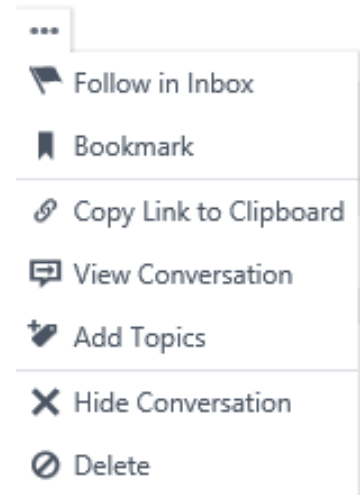 Follow in Inbox
Bookmark
Copy Link to Clipboard
View Conversation
Add Topics
Hide Conversation
Delete